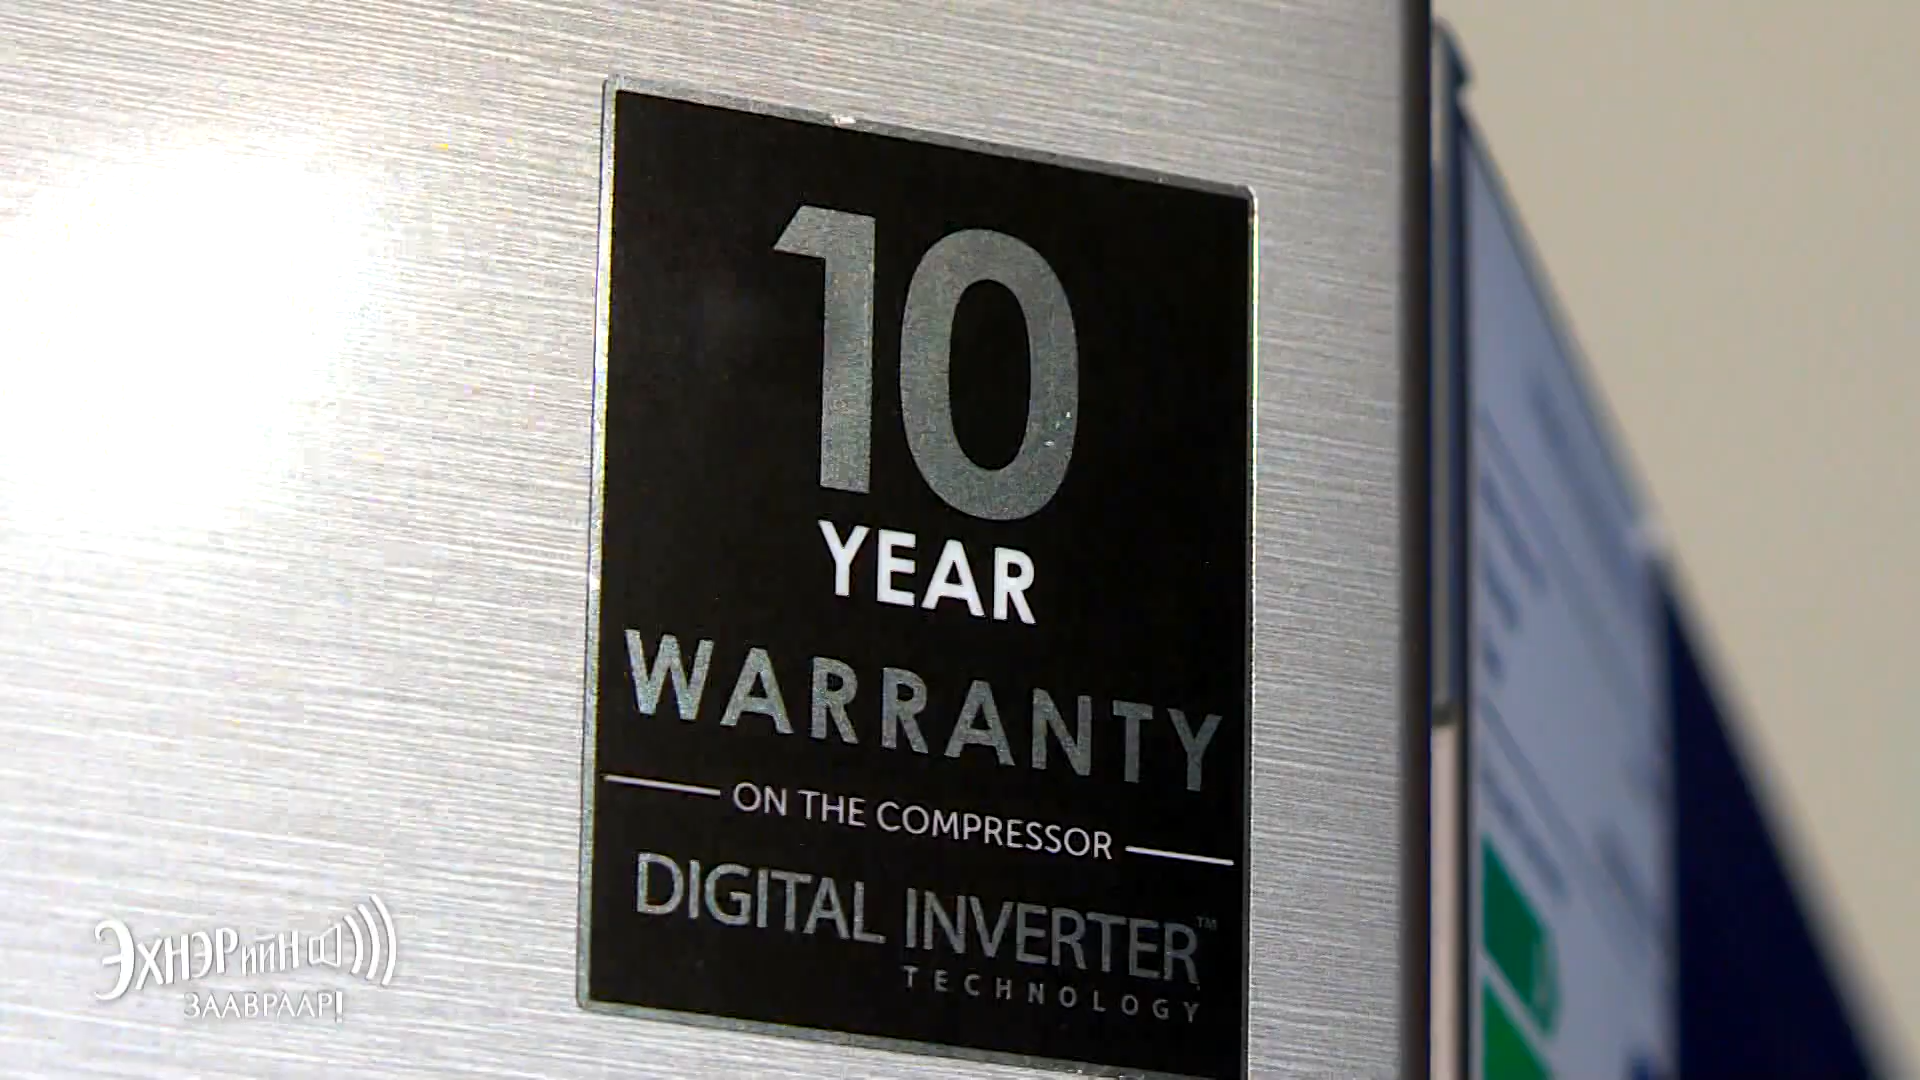 10
YEAR
WARRANTY
ON THE COMPRESSOR
DIGITAL INVERTER™
TECHNOLOGY
ЭХНЭРИЙН
ЗААВРААР!